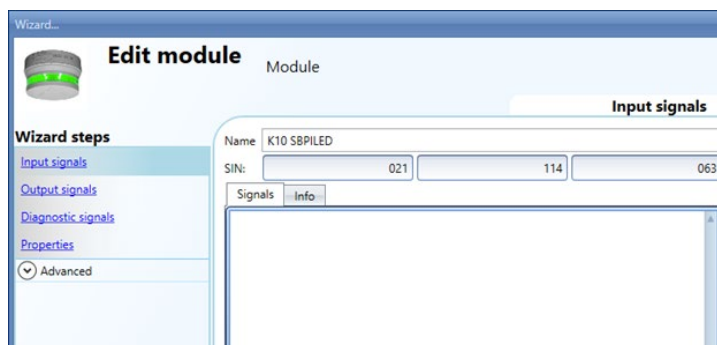 Wizard...
Edit module
Module
Input signals
Wizard steps
Name K10 SBPILED
Input signals
SIN: 021 114 063
Output signals
Signals Info
Diagnostic signals
Properties
Advanced